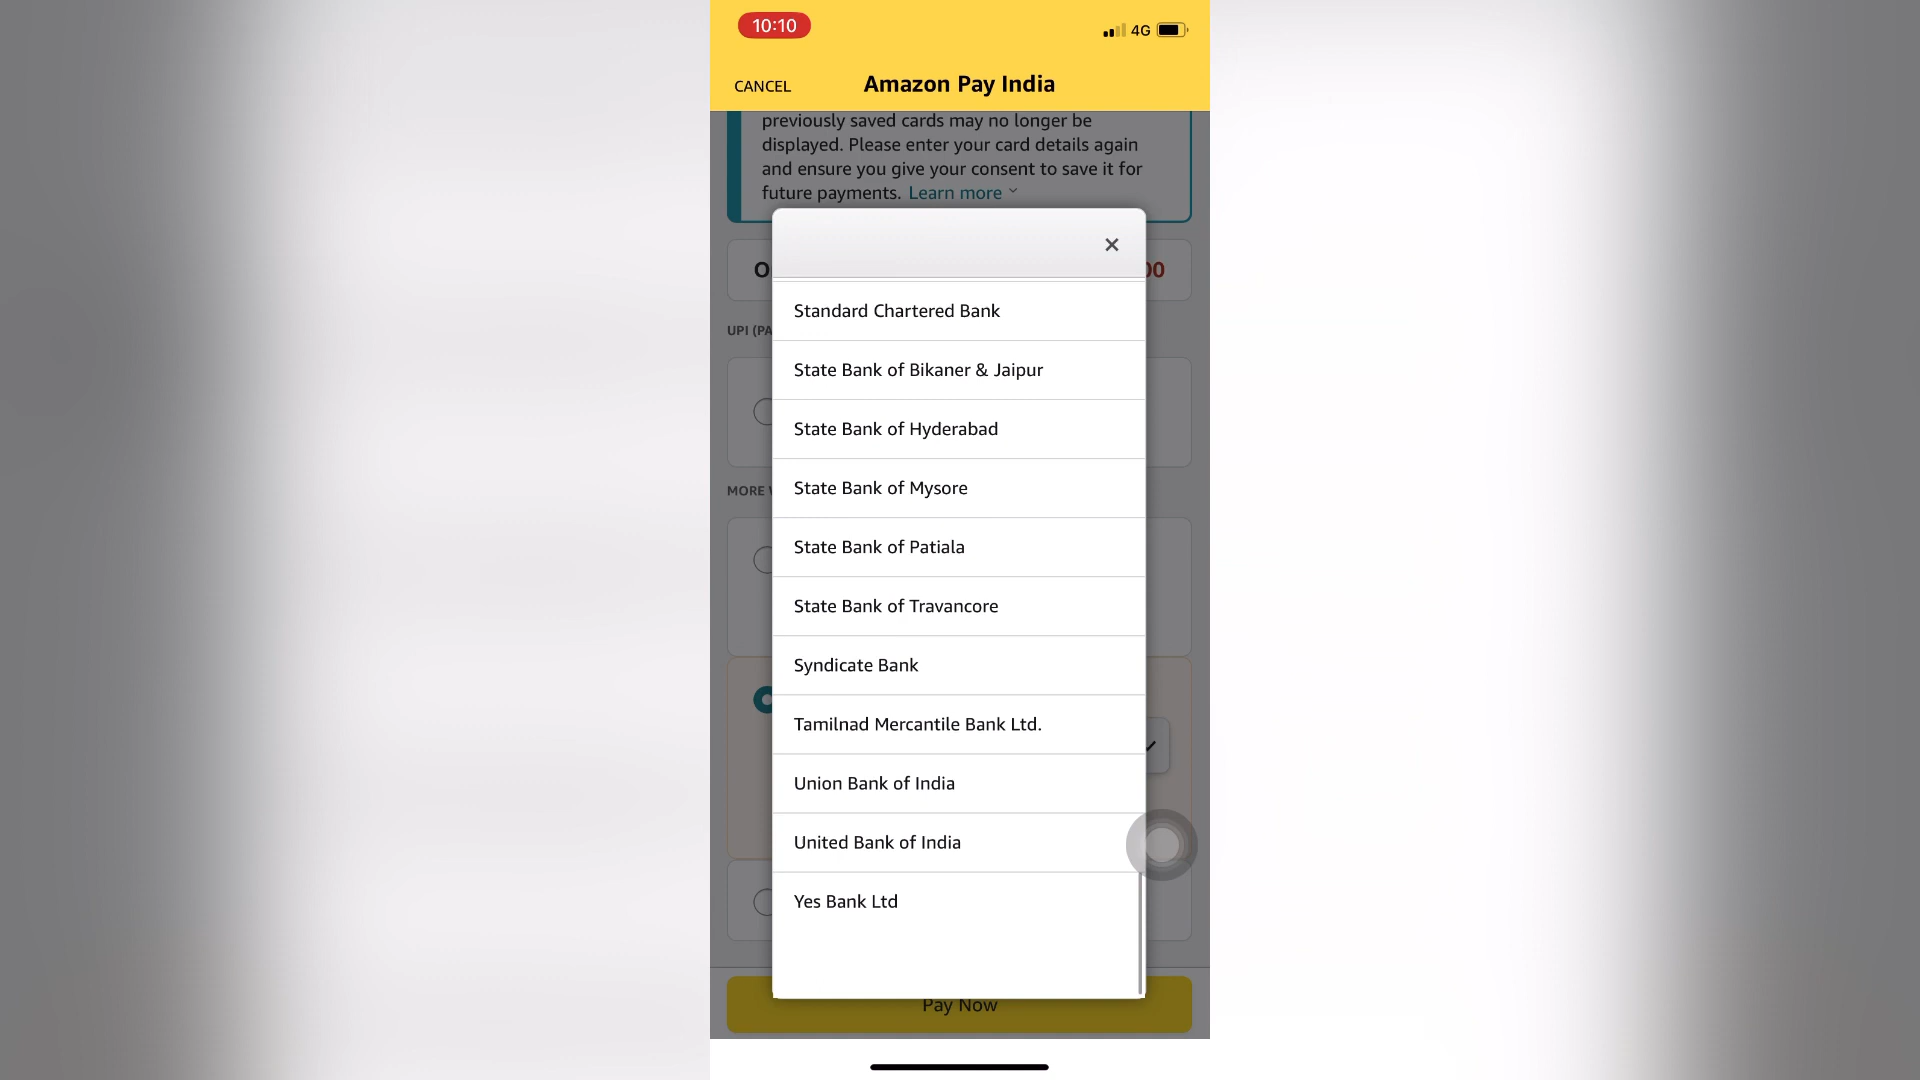 10:10
4G
CANCEL
Amazon Pay India
previously saved cards may no longer be
displayed. Please enter your card details again
and ensure you give your consent to save it for
future payments. Learn more
00
UPI (PA
MORE
Standard Chartered Bank
State Bank of Bikaner & Jaipur
State Bank of Hyderabad
State Bank of Mysore
State Bank of Patiala
State Bank of Travancore
Syndicate Bank
Tamilnad Mercantile Bank Ltd.
Union Bank of India
United Bank of India
Yes Bank Ltd
Pay Now